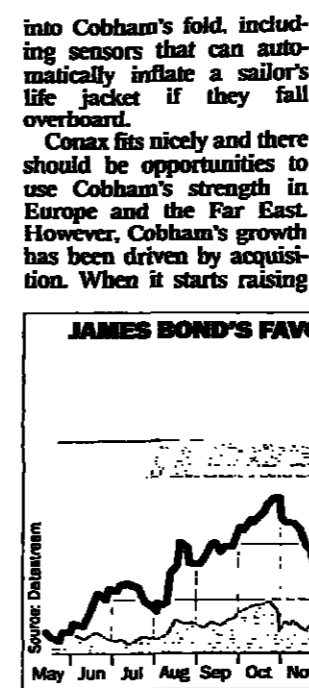 into Cobham's fold, includ-
ing sensors that can auto-
matically inflate a sailor's
life jacket if they fall
overboard.
Conax fits nicely and there
should be opportunities to
use Cobham's strength in
Europe and the Far East.
However, Cobham's growth
has been driven by acquisi-
tion. When it starts raising
JAMES BOND'S FAVO
Source: Datastream
May Jun Jul Aug Sep Oct Nov